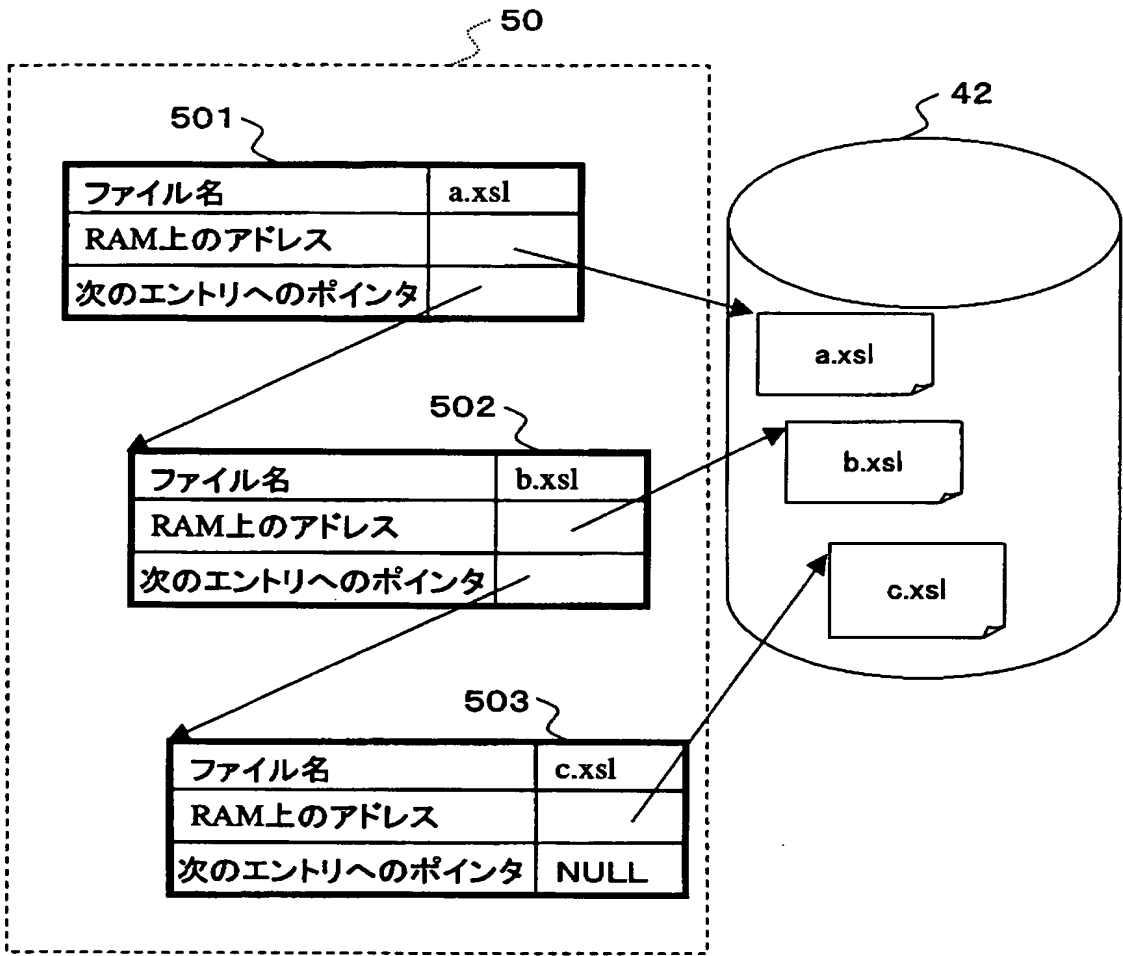 50
42
501
ファイル名 a.xsl
RAM上のアドレス
次のエントリへのポインタ
a.xsl
502
ファイル名 b.xsl
RAM上のアドレス
次のエントリへのポインタ
b.xsl
c.xsl
503
ファイル名 c.xsl
RAM上のアドレス
次のエントリへのポインタ NULL